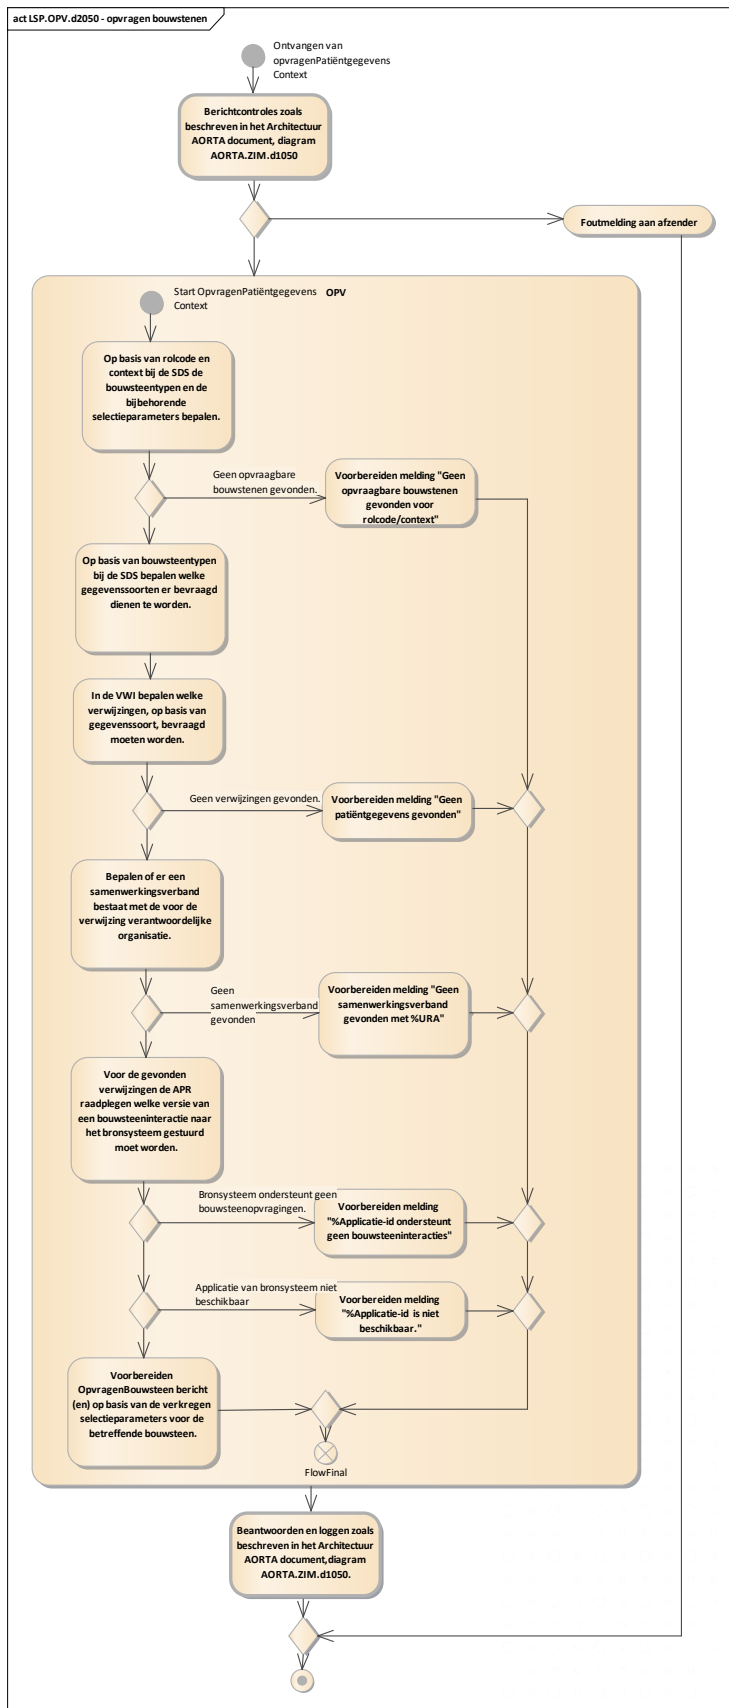 act LSP.OPV.d2050 - opvragen bouwstenen
Ontvangen van
opvragenPatiëntgegevens
Context
Berichtcontroles zoals
beschreven in het Architectuur
AORTA document, diagram
AORTA.ZIM.d1050
Foutmelding aan afzender
Start OpvragenPatiëntgegevens
Context
OPV
Op basis van rolcode en
context bij de SDS de
bouwsteentypen en de
bijbehorende
selectieparameters bepalen.
Geen opvraagbare
bouwstenen gevonden.
Voorbereiden melding "Geen
opvraagbare bouwstenen
gevonden voor
rolcode/context"
Op basis van bouwsteentypen
bij de SDS bepalen welke
gegevenssoorten er bevraagd
dienen te worden.
In de VWI bepalen welke
verwijzingen, op basis van
gegevenssoort, bevraagd
moeten worden.
Geen verwijzingen gevonden.
Voorbereiden melding "Geen
patiëntgegevens gevonden"
Bepalen of er een
samenwerkingsverband
bestaat met de voor de
verwijzing verantwoordelijke
organisatie.
Geen
samenwerkingsverband
gevonden
Voorbereiden melding "Geen
samenwerkingsverband
gevonden met %URA"
Voor de gevonden
verwijzingen de APR
raadplegen welke versie van
een bouwsteeninteractie naar
het bronsysteem gestuurd
moet worden.
Bronsysteem ondersteunt geen
bouwsteenopvragingen.
Voorbereiden melding
"%Applicatie-id ondersteunt
geen bouwsteeninteracties"
Applicatie van bronsysteem niet
beschikbaar
Voorbereiden melding
"%Applicatie-id is niet
beschikbaar."
Voorbereiden
OpvragenBouwsteen bericht
(en) op basis van de verkregen
selectieparameters voor de
betreffende bouwsteen.
FlowFinal
Beantwoorden en loggen zoals
beschreven in het Architectuur
AORTA document,diagram
AORTA.ZIM.d1050.